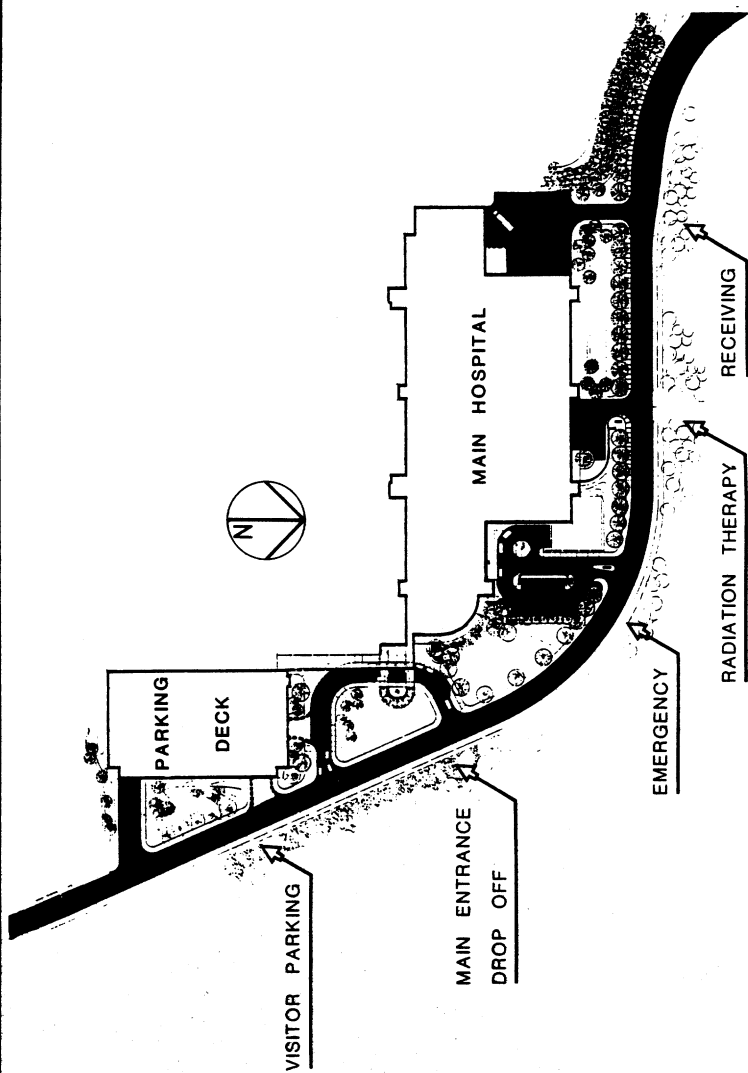 N
PARKING
DECK
MAIN HOSPITAL
VISITOR PARKING
MAIN ENTRANCE
DROP OFF
EMERGENCY
RADIATION THERAPY
RECEIVING